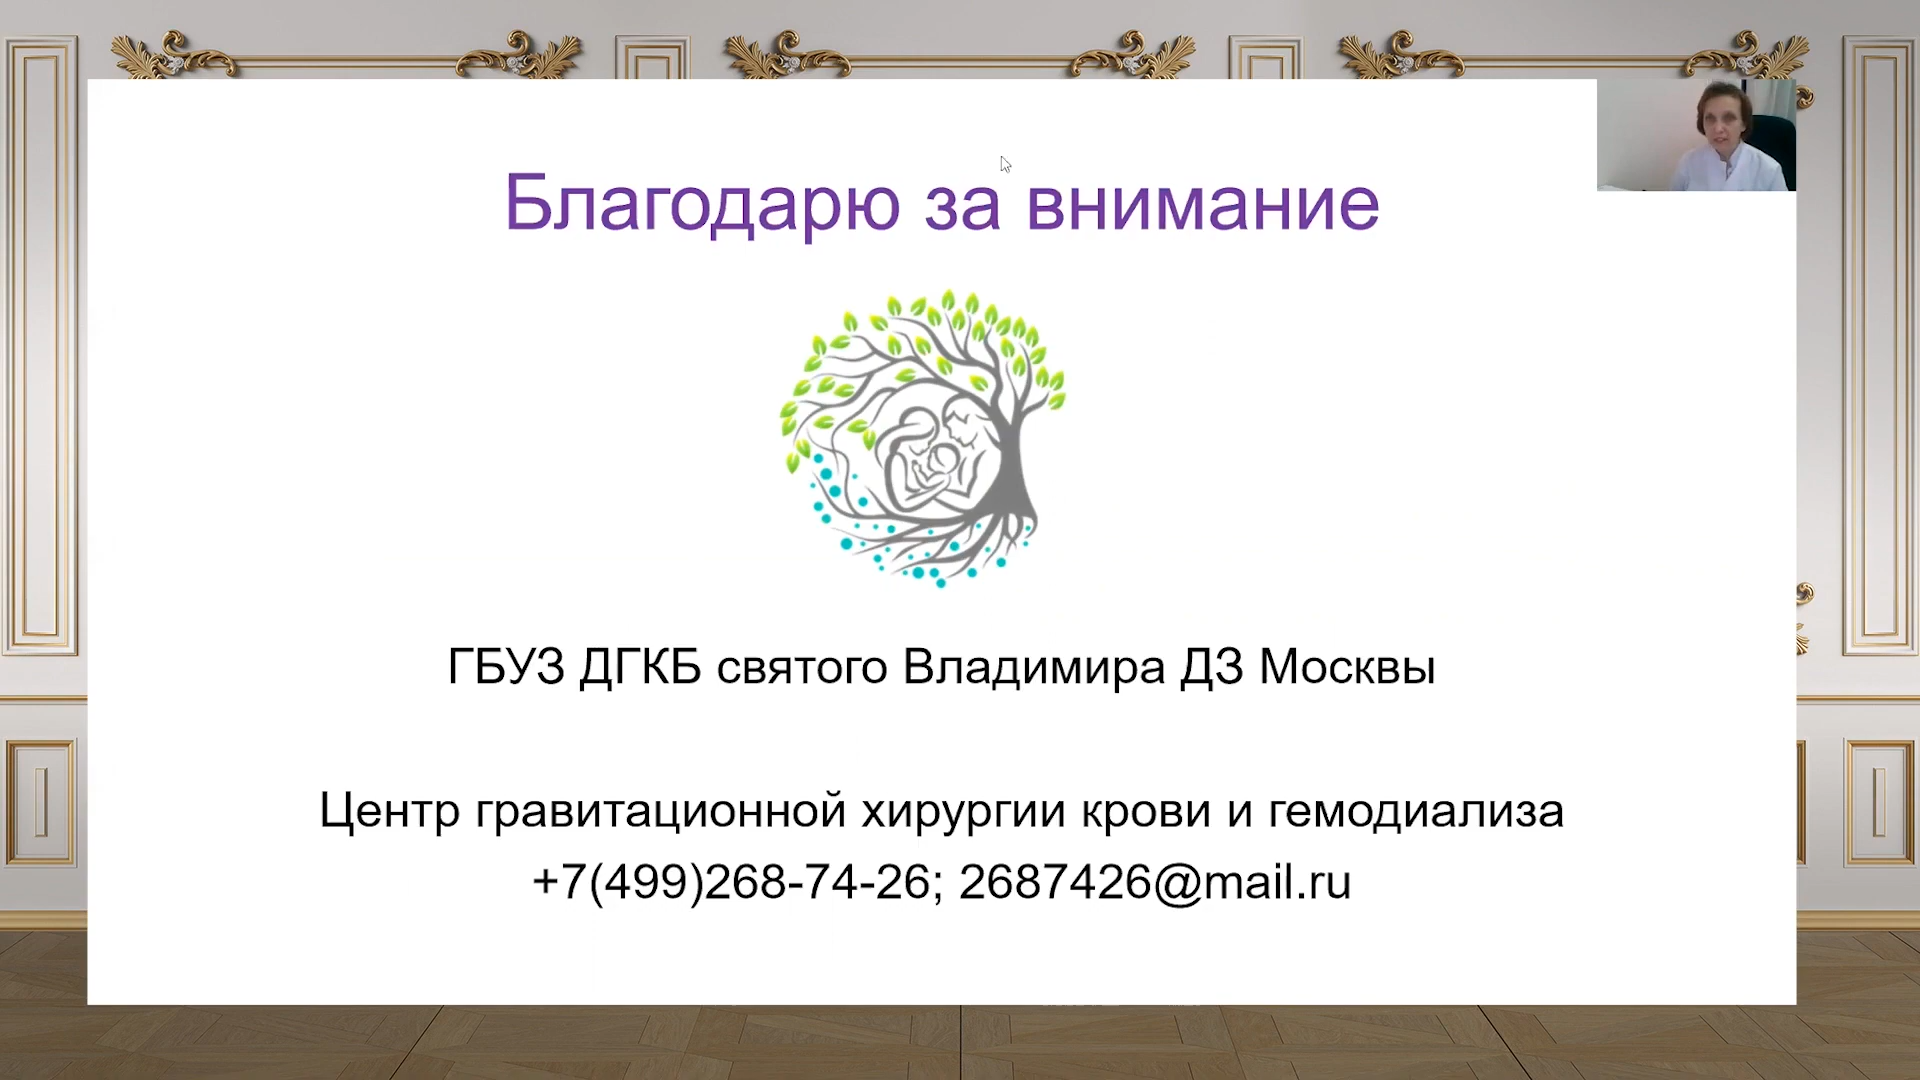 Благодарю за внимание
ГБУЗ ДГКБ святого Владимира ДЗ Москвы
Центр гравитационной хирургии крови и гемодиализа
+7(499)268-74-26; 2687426@mail.ru